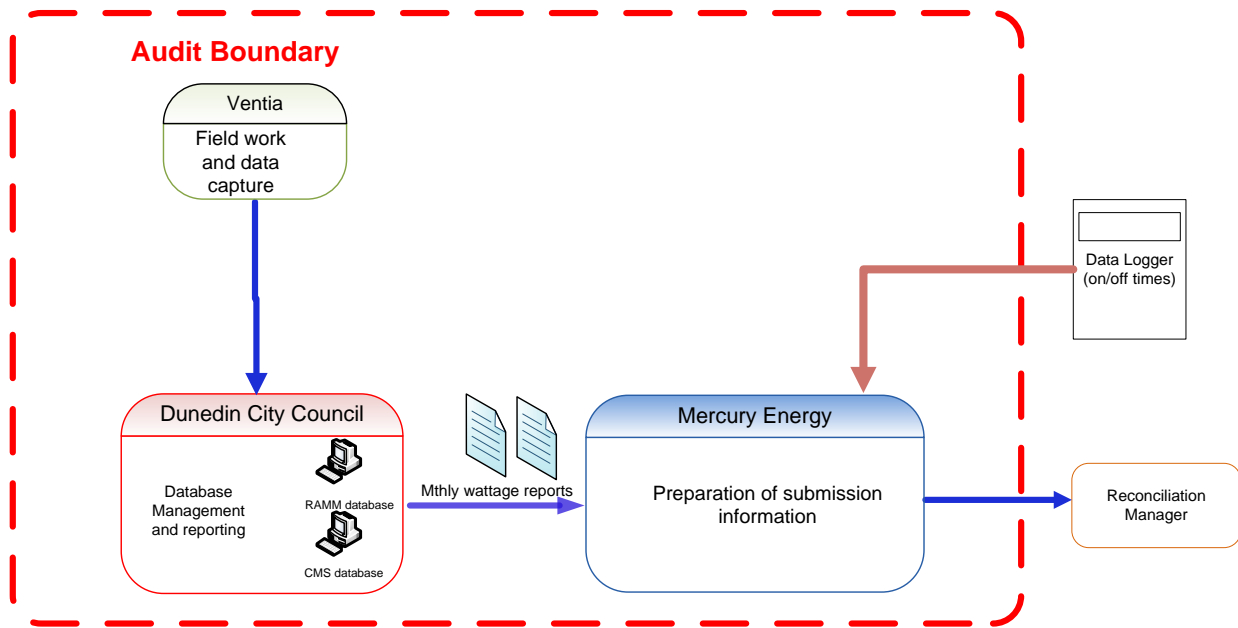 Audit Boundary
Ventia
Field work
and data
capture
Data Logger
(on/off times)
Dunedin City Council
Database
Management
and reporting
RAMM database
CMS database
Mthly wattage reports
Mercury Energy
Preparation of submission
information
Reconciliation
Manager